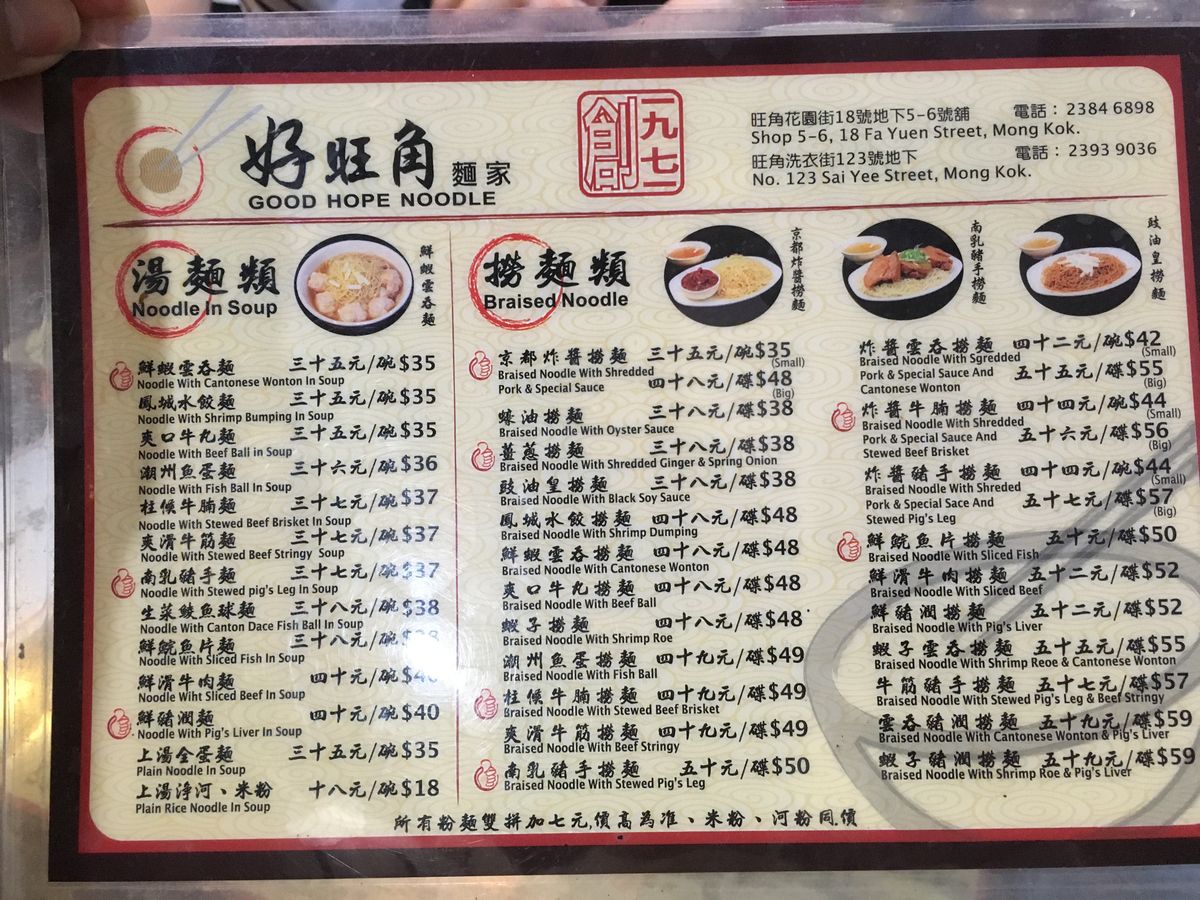 好旺角 麵家
GOOD HOPE NOODLE
創 一九七一
旺角花園街18號地下5-6號舖 電話：2384 6898
Shop 5-6, 18 Fa Yuen Street, Mong Kok.
旺角洗衣街123號地下 電話：2393 9036
No. 123 Sai Yee Street, Mong Kok.
湯麵類
Noodle In Soup
鮮蝦雲吞麵
鮮蝦雲吞麵 三十五元/碗$35
Noodle With Cantonese Wonton In Soup
鳳城水餃麵 三十五元/碗$35
Noodle With Shrimp Bumping In Soup
爽口牛丸麵 三十五元/碗$35
Noodle With Beef Ball in Soup
潮州魚蛋麵 三十六元/碗$36
Noodle With Fish Ball In Soup
柱候牛腩麵 三十七元/碗$37
Noodle With Stewed Beef Brisket In Soup
爽滑牛筋麵 三十七元/碗$37
Noodle With Stewed Beef Stringy Soup
南乳豬手麵 三十七元/碗$37
Noodle With Stewed pig's Leg In Soup
生菜鯪魚球麵 三十八元/碗$38
Noodle With Canton Dace Fish Ball In Soup
鮮鯇魚片麵 三十八元/碗$38
Noodle With Sliced Fish In Soup
鮮滑牛肉麵 四十元/碗$40
Noodle Wiht Sliced Beef In Soup
鮮豬潤麵 四十元/碗$40
Noodle With Pig's Liver In Soup
上湯全蛋麵 三十五元/碗$35
Plain Noodle In Soup
上湯淨河、米粉 十八元/碗$18
Plain Rice Noodle In Soup
撈麵類
Braised Noodle
京都炸醬撈麵
南乳豬手撈麵
豉油皇撈麵
京都炸醬撈麵 三十五元/碗$35
Braised Noodle With Shredded (Small)
Pork & Special Sauce 四十八元/碟$48
(Big)
蠔油撈麵 三十八元/碟$38
Braised Noodle With Oyster Sauce
薑蔥撈麵 三十八元/碟$38
Braised Noodle With Shredded Ginger & Spring Onion
豉油皇撈麵 三十八元/碟$38
Braised Noodle With Black Soy Sauce
鳳城水餃撈麵 四十八元/碟$48
Braised Noodle With Shrimp Dumping
鮮蝦雲吞撈麵 四十八元/碟$48
Braised Noodle With Cantonese Wonton
爽口牛丸撈麵 四十八元/碟$48
Braised Noodle With Beef Ball
蝦子撈麵 四十八元/碟$48
Braised Noodle With Shrimp Roe
潮州魚蛋撈麵 四十九元/碟$49
Braised Noodle With Fish Ball
柱候牛腩撈麵 四十九元/碟$49
Braised Noodle With Stewed Beef Brisket
爽滑牛筋撈麵 四十九元/碟$49
Braised Noodle With Beef Stringy
南乳豬手撈麵 五十元/碟$50
Braised Noodle With Stewed Pig's Leg
炸醬雲吞撈麵 四十二元/碗$42
Braised Noodle With Sgredded (Small)
Pork & Special Sauce And 五十五元/碟$55
Cantonese Wonton (Big)
炸醬牛腩撈麵 四十四元/碗$44
Braised Noodle With Shredded (Small)
Pork & Special Sauce And 五十六元/碟$56
Stewed Beef Brisket (Big)
炸醬豬手撈麵 四十四元/碗$44
Braised Noodle With Shreded (Small)
Pork & Special Sace And 五十七元/碟$57
Stewed Pig's Leg (Big)
鮮鯇魚片撈麵 五十元/碟$50
Braised Noodle With Sliced Fish
鮮滑牛肉撈麵 五十二元/碟$52
Braised Noodle With Sliced Beef
鮮豬潤撈麵 五十二元/碟$52
Braised Noodle With Pig's Liver
蝦子雲吞撈麵 五十五元/碟$55
Braised Noodle With Shrimp Reoe & Cantonese Wonton
牛筋豬手撈麵 五十七元/碟$57
Braised Noodle With Stewed Pig's Leg & Beef Stringy
雲吞豬潤撈麵 五十九元/碟$59
Braised Noodle With Cantonese Wonton & Pig's Liver
蝦子豬潤撈麵 五十九元/碟$59
Braised Noodle With Shrimp Roe & Pig's Liver
所有粉麵雙拼加七元,價高為准、米粉、河粉同價